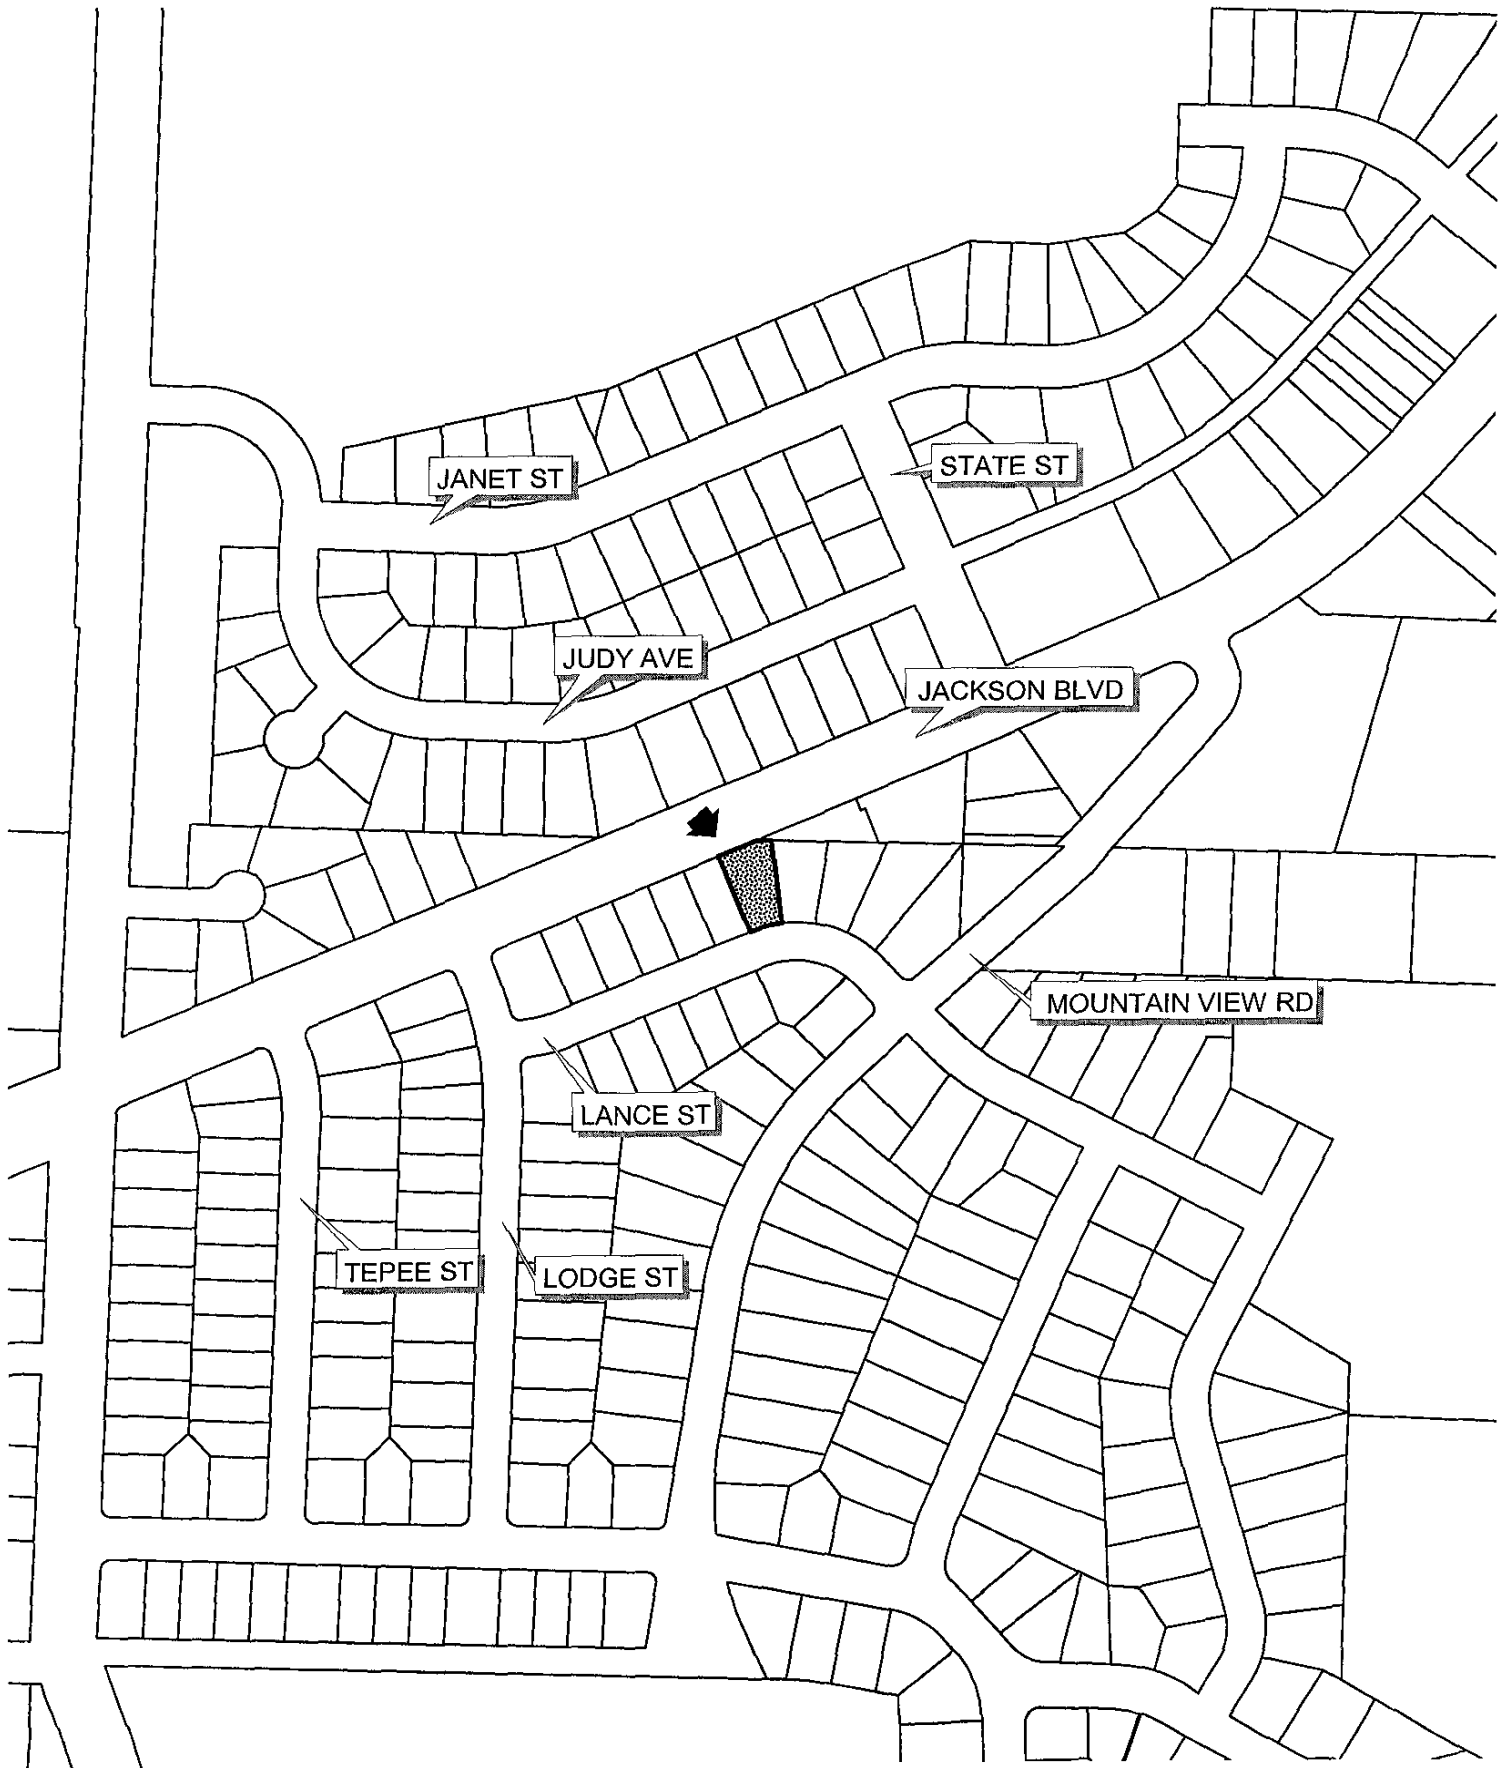 JANET ST
STATE ST
JUDY AVE
JACKSON BLVD
MOUNTAIN VIEW RD
LANCE ST
TEPEE ST
LODGE ST